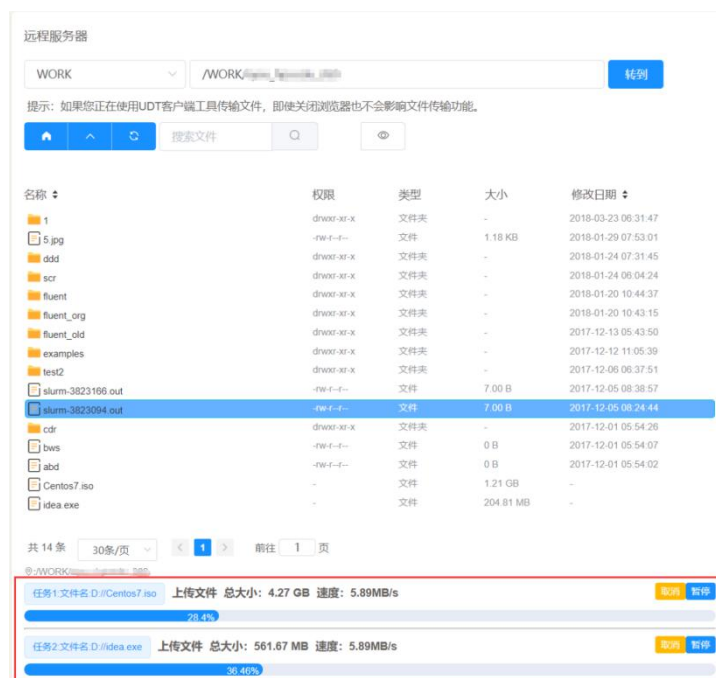 远程服务器
WORK /WORK/
转到
提示：如果您正在使用UDT客户端工具传输文件，即使关闭浏览器也不会影响文件传输功能。
搜索文件
名称 权限 类型 大小 修改日期
1 drwxr-xr-x 文件夹 - 2018-03-23 06:31:47
5.jpg -rw-r--r-- 文件 1.18 KB 2018-01-29 07:53:01
ddd drwxr-xr-x 文件夹 - 2018-01-24 07:31:45
scr drwxr-xr-x 文件夹 - 2018-01-24 06:04:24
fluent drwxr-xr-x 文件夹 - 2018-01-20 10:44:37
fluent_org drwxr-xr-x 文件夹 - 2018-01-20 10:43:15
fluent_old drwxr-xr-x 文件夹 - 2017-12-13 05:43:50
examples drwxr-xr-x 文件夹 - 2017-12-12 11:05:39
test2 drwxr-xr-x 文件夹 - 2017-12-06 06:37:51
slurm-3823166.out -rw-r--r-- 文件 7.00 B 2017-12-05 08:38:57
slurm-3823094.out -rw-r--r-- 文件 7.00 B 2017-12-05 08:24:44
cdr drwxr-xr-x 文件夹 - 2017-12-01 05:54:26
bws -rw-r--r-- 文件 0 B 2017-12-01 05:54:07
abd -rw-r--r-- 文件 0 B 2017-12-01 05:54:02
Centos7.iso - 文件 1.21 GB -
idea.exe - 文件 204.81 MB -
共 14 条 30条/页 1 前往 1 页
:/WORK/
任务1:文件名:D://Centos7.iso 上传文件 总大小：4.27 GB 速度：5.89MB/s 取消 暂停
28.4%
任务2:文件名:D://idea.exe 上传文件 总大小：561.67 MB 速度：5.89MB/s 取消 暂停
36.46%